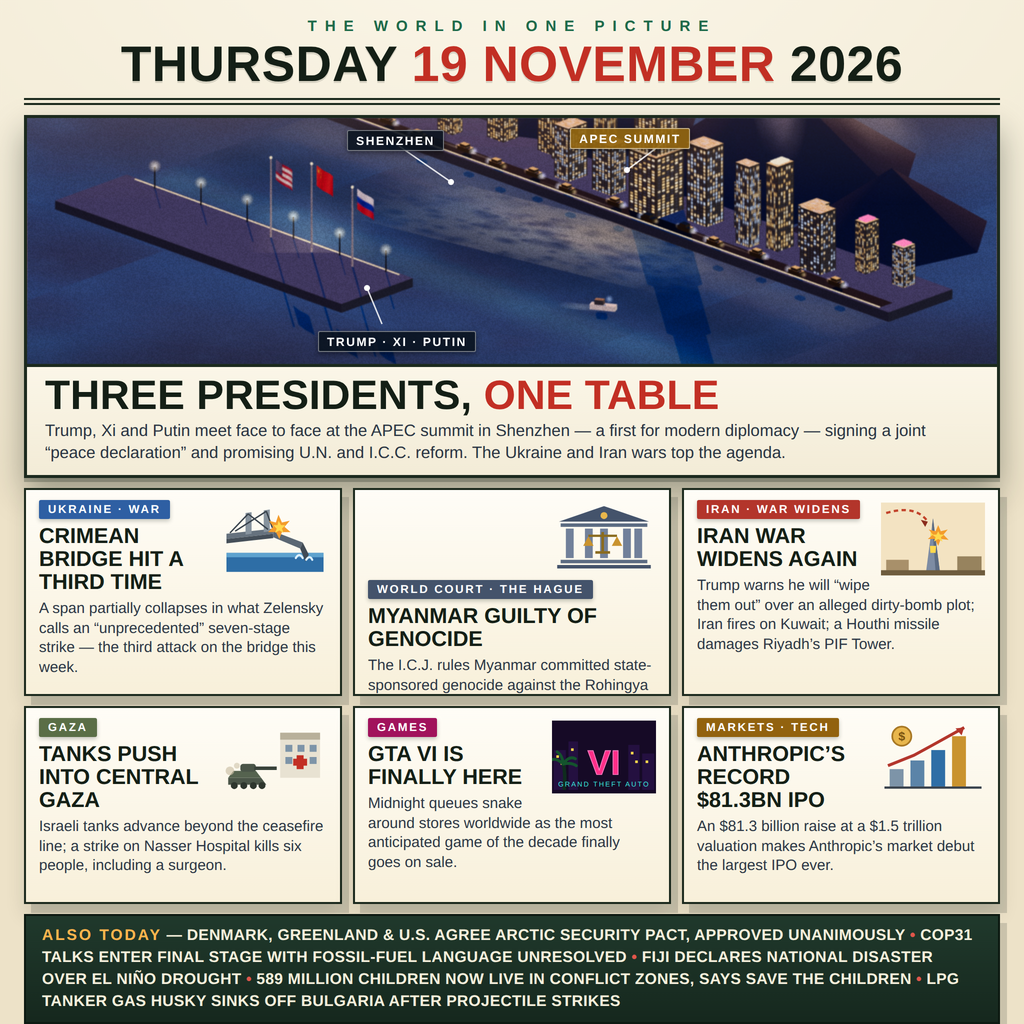 THE WORLD IN ONE PICTURE
THURSDAY 19 NOVEMBER 2026
SHENZHEN
APEC SUMMIT
TRUMP · XI · PUTIN
THREE PRESIDENTS, ONE TABLE
Trump, Xi and Putin meet face to face at the APEC summit in Shenzhen — a first for modern diplomacy — signing a joint
“peace declaration” and promising U.N. and I.C.C. reform. The Ukraine and Iran wars top the agenda.
UKRAINE · WAR
CRIMEAN
BRIDGE HIT A
THIRD TIME
A span partially collapses in what Zelensky
calls an “unprecedented” seven-stage
strike — the third attack on the bridge this
week.
WORLD COURT · THE HAGUE
MYANMAR GUILTY OF
GENOCIDE
The I.C.J. rules Myanmar committed state-
sponsored genocide against the Rohingya
IRAN · WAR WIDENS
IRAN WAR
WIDENS AGAIN
Trump warns he will “wipe
them out” over an alleged dirty-bomb plot;
Iran fires on Kuwait; a Houthi missile
damages Riyadh’s PIF Tower.
GAZA
TANKS PUSH
INTO CENTRAL
GAZA
Israeli tanks advance beyond the ceasefire
line; a strike on Nasser Hospital kills six
people, including a surgeon.
GAMES
GTA VI IS
FINALLY HERE
VI
GRAND THEFT AUTO
Midnight queues snake
around stores worldwide as the most
anticipated game of the decade finally
goes on sale.
MARKETS · TECH
ANTHROPIC’S
RECORD
$81.3BN IPO
$
An $81.3 billion raise at a $1.5 trillion
valuation makes Anthropic’s market debut
the largest IPO ever.
ALSO TODAY — DENMARK, GREENLAND & U.S. AGREE ARCTIC SECURITY PACT, APPROVED UNANIMOUSLY • COP31
TALKS ENTER FINAL STAGE WITH FOSSIL-FUEL LANGUAGE UNRESOLVED • FIJI DECLARES NATIONAL DISASTER
OVER EL NIÑO DROUGHT • 589 MILLION CHILDREN NOW LIVE IN CONFLICT ZONES, SAYS SAVE THE CHILDREN • LPG
TANKER GAS HUSKY SINKS OFF BULGARIA AFTER PROJECTILE STRIKES